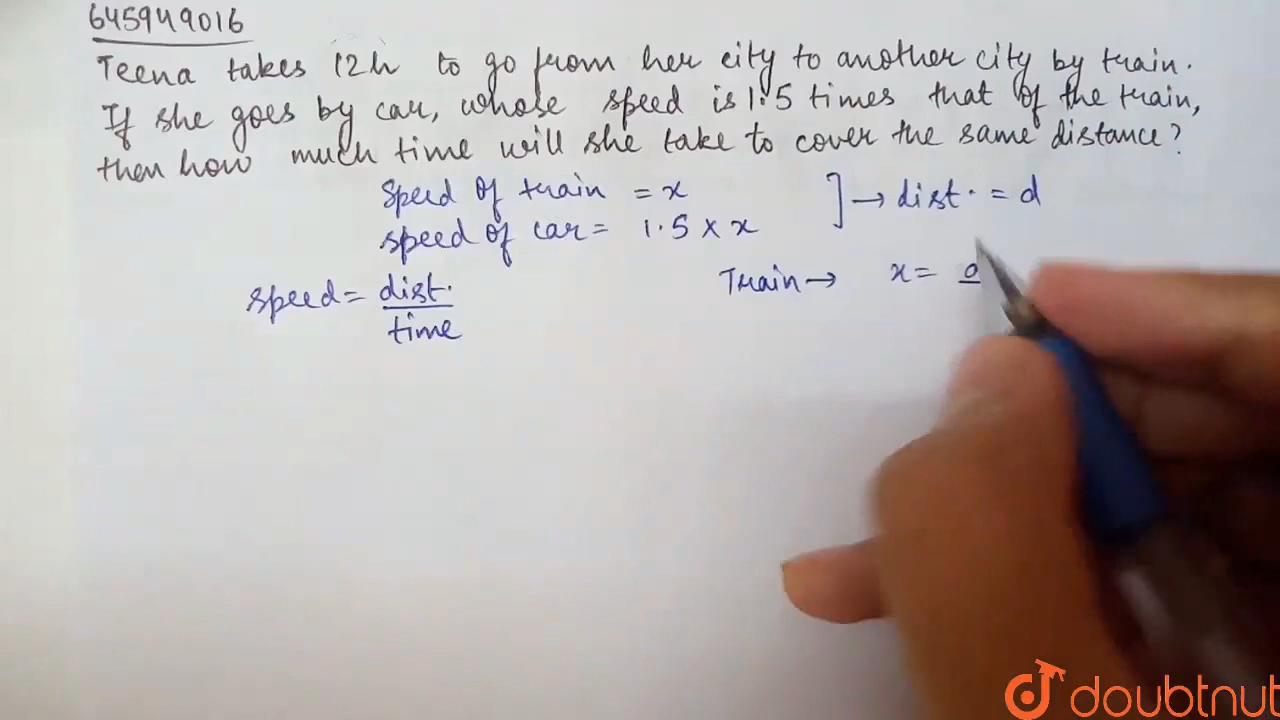 645949016
Teena takes 12h to go from her city to another city by train.
If she goes by car, whose speed is 1.5 times that of the train,
then how much time will she take to cover the same distance?
Speed of train = x
speed of car = 1.5 × x
] → dist. = d
speed = dist.
time
Train → x =
doubtnut